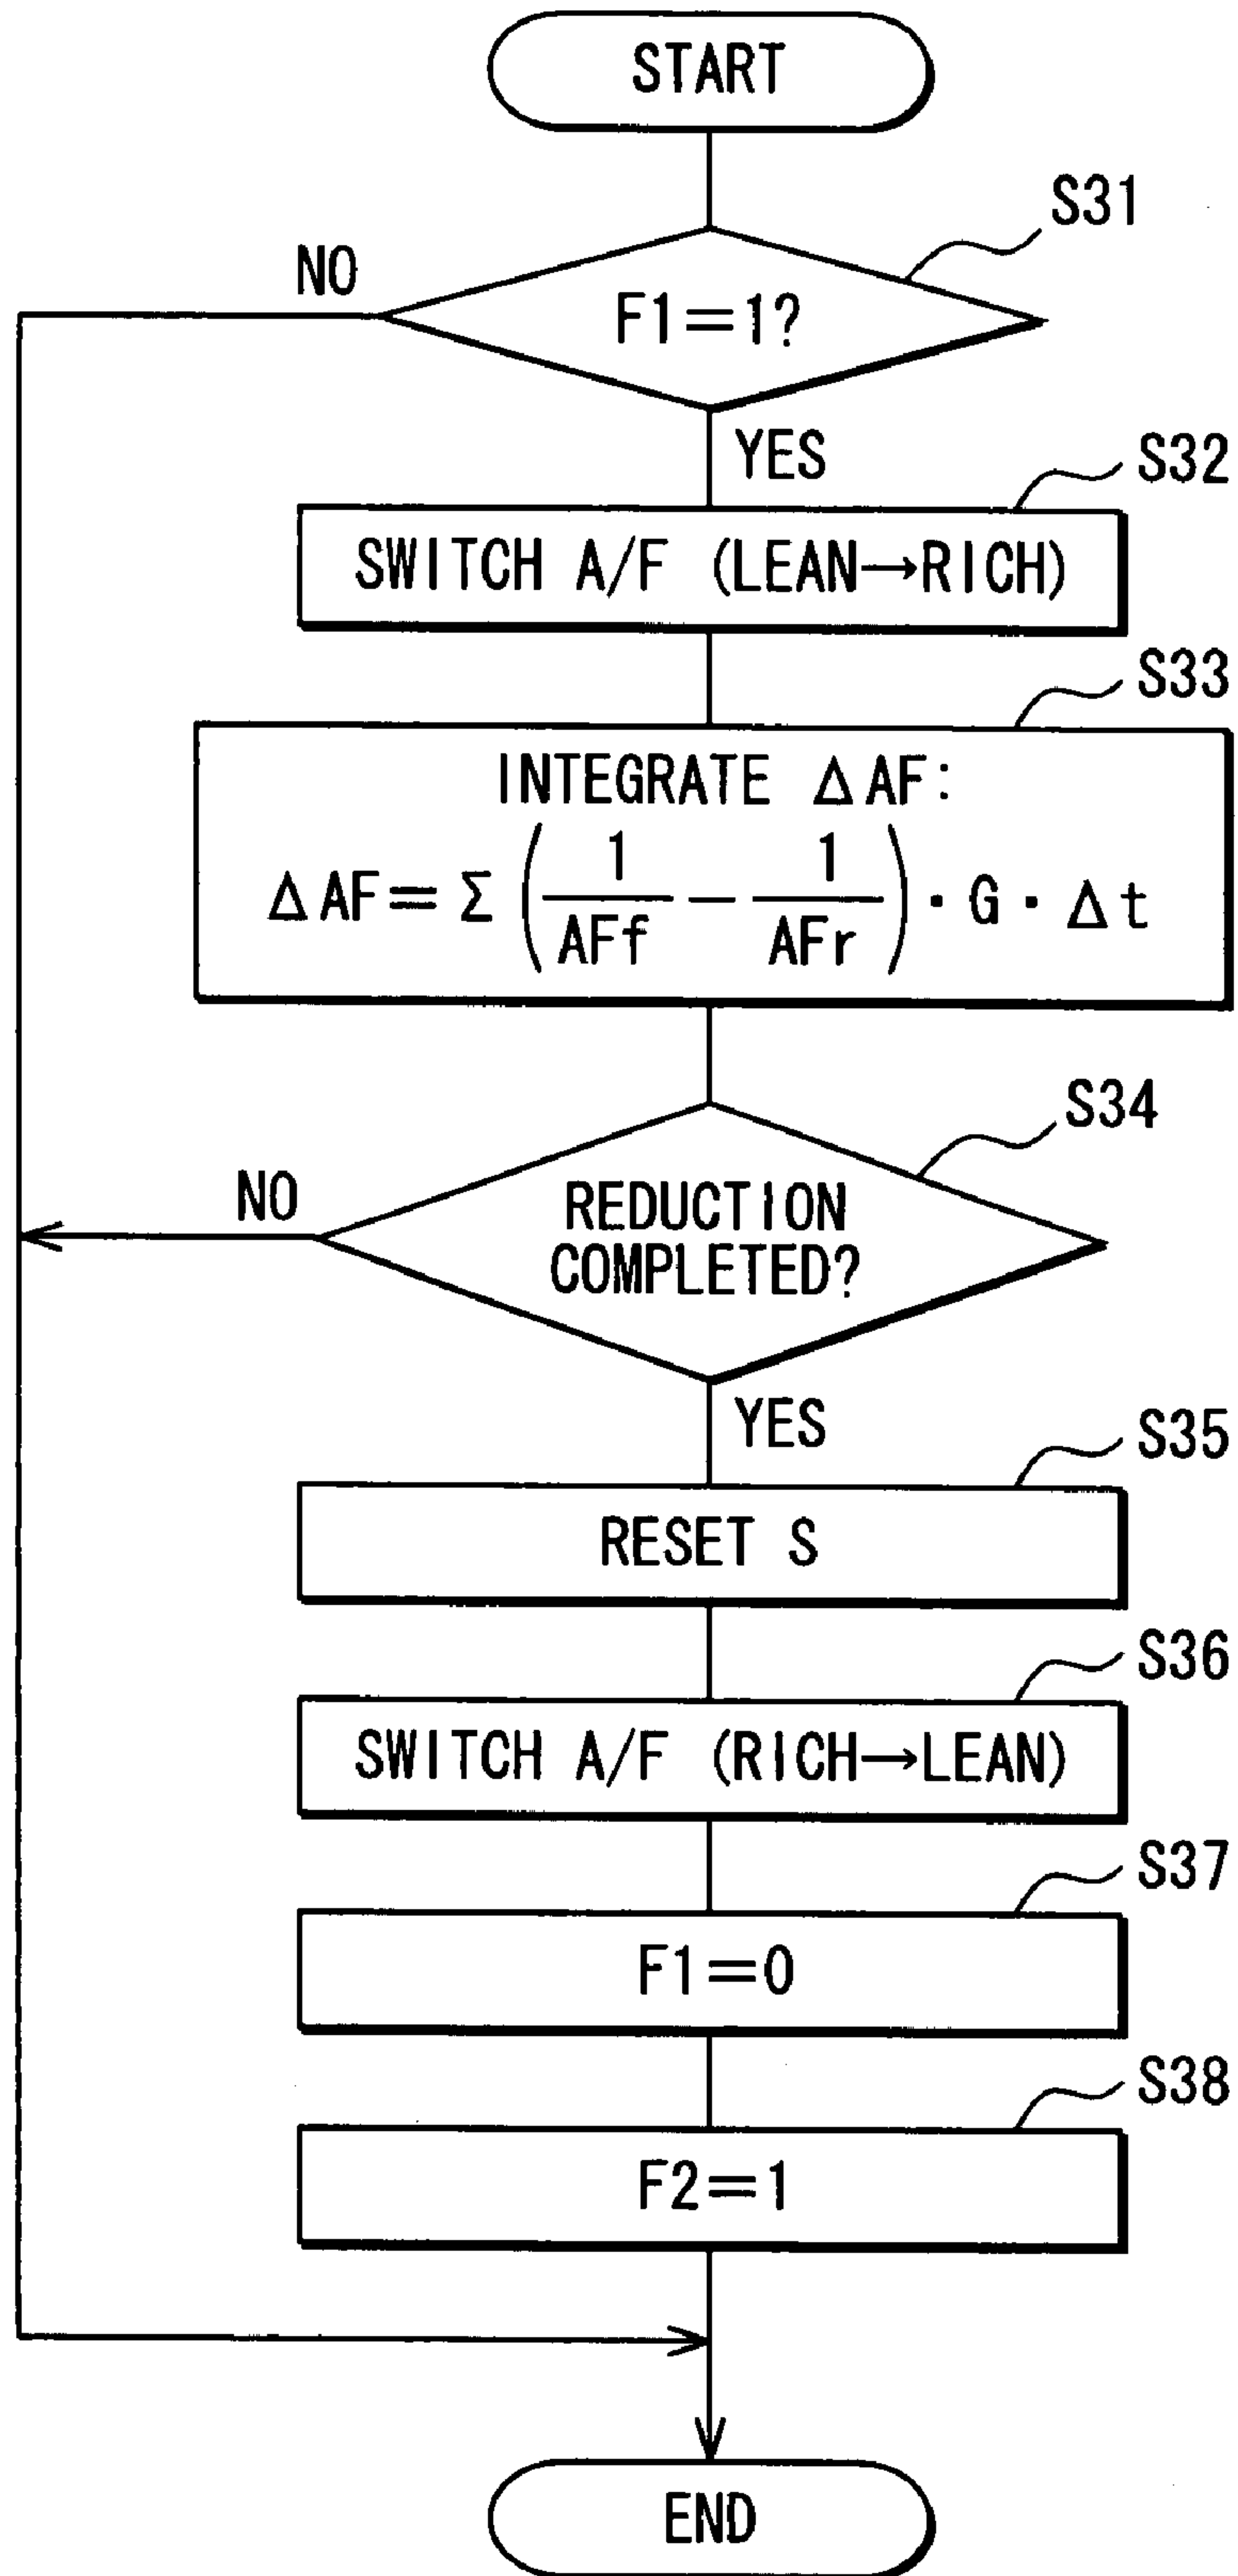 START
S31
NO
F1=1?
YES
S32
SWITCH A/F (LEAN→RICH)
S33
INTEGRATE ΔAF:
ΔAF=Σ(1/AFf−1/AFr)·G·Δt
S34
NO
REDUCTION
COMPLETED?
YES
S35
RESET S
S36
SWITCH A/F (RICH→LEAN)
S37
F1=0
S38
F2=1
END